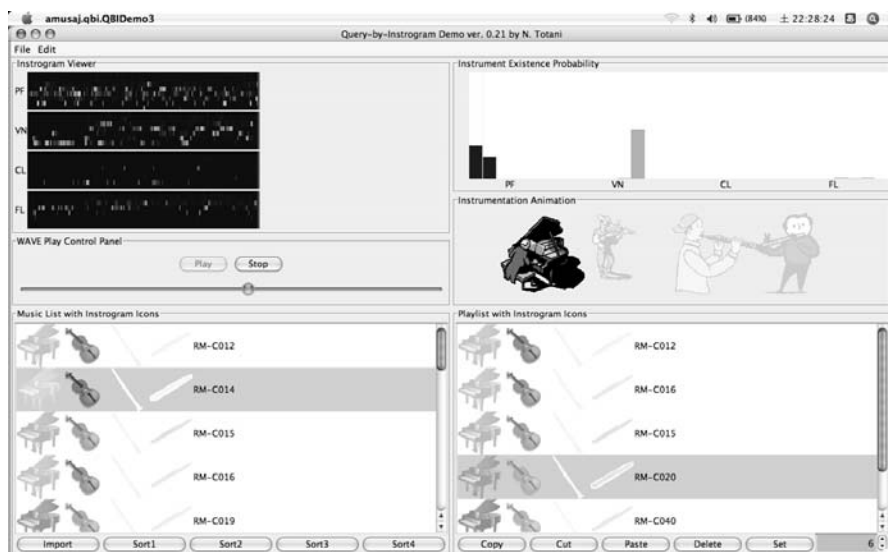 amusaj.qbi.QBIDemo3 (84%) 土 22:28:24
Query-by-Instrogram Demo ver. 0.21 by N. Totani
File Edit
Instrogram Viewer
PF
VN
CL
FL
Instrument Existence Probability
PF VN CL FL
Instrumentation Animation
WAVE Play Control Panel
Play Stop
Music List with Instrogram Icons
RM-C012
RM-C014
RM-C015
RM-C016
RM-C019
Import Sort1 Sort2 Sort3 Sort4
Playlist with Instrogram Icons
RM-C012
RM-C016
RM-C015
RM-C020
RM-C040
Copy Cut Paste Delete Set 6